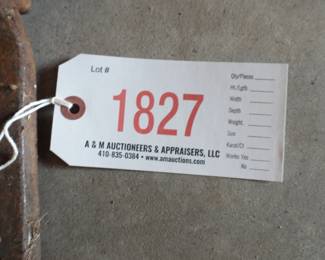 Lot #
1827
A & M AUCTIONEERS & APPRAISERS, LLC
410-835-0384 • www.amauctions.com
Qty/Pieces
Ht./Lgth
Width
Depth
Weight
Size
Karat/Ct
Works Yes
No